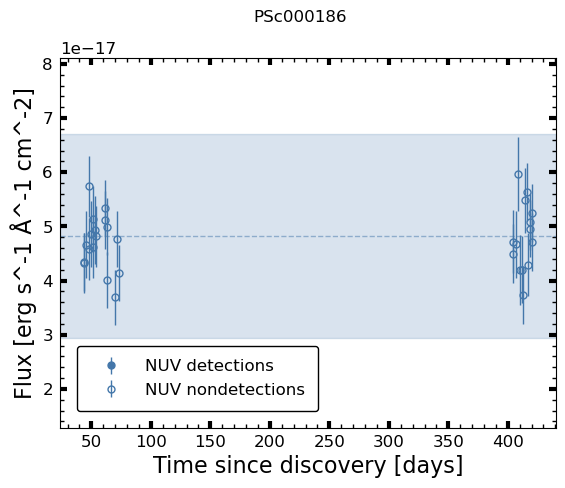 PSc000186
1e−17
8
7
6
5
4
3
2
Flux [erg s^-1 Å^-1 cm^-2]
NUV detections
NUV nondetections
50 100 150 200 250 300 350 400
Time since discovery [days]